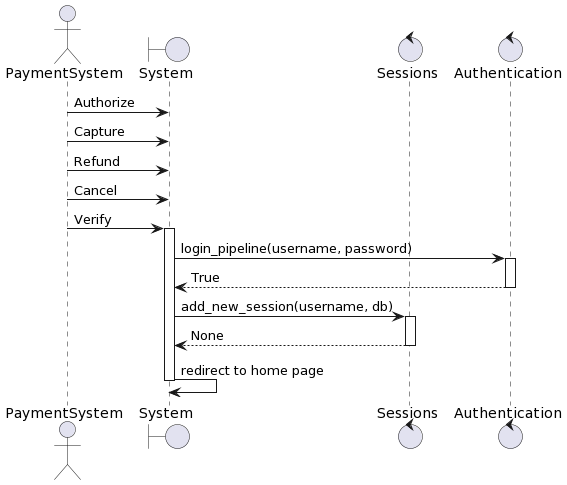 PaymentSystem System Sessions Authentication
Authorize
Capture
Refund
Cancel
Verify
login_pipeline(username, password)
True
add_new_session(username, db)
None
redirect to home page
PaymentSystem System Sessions Authentication